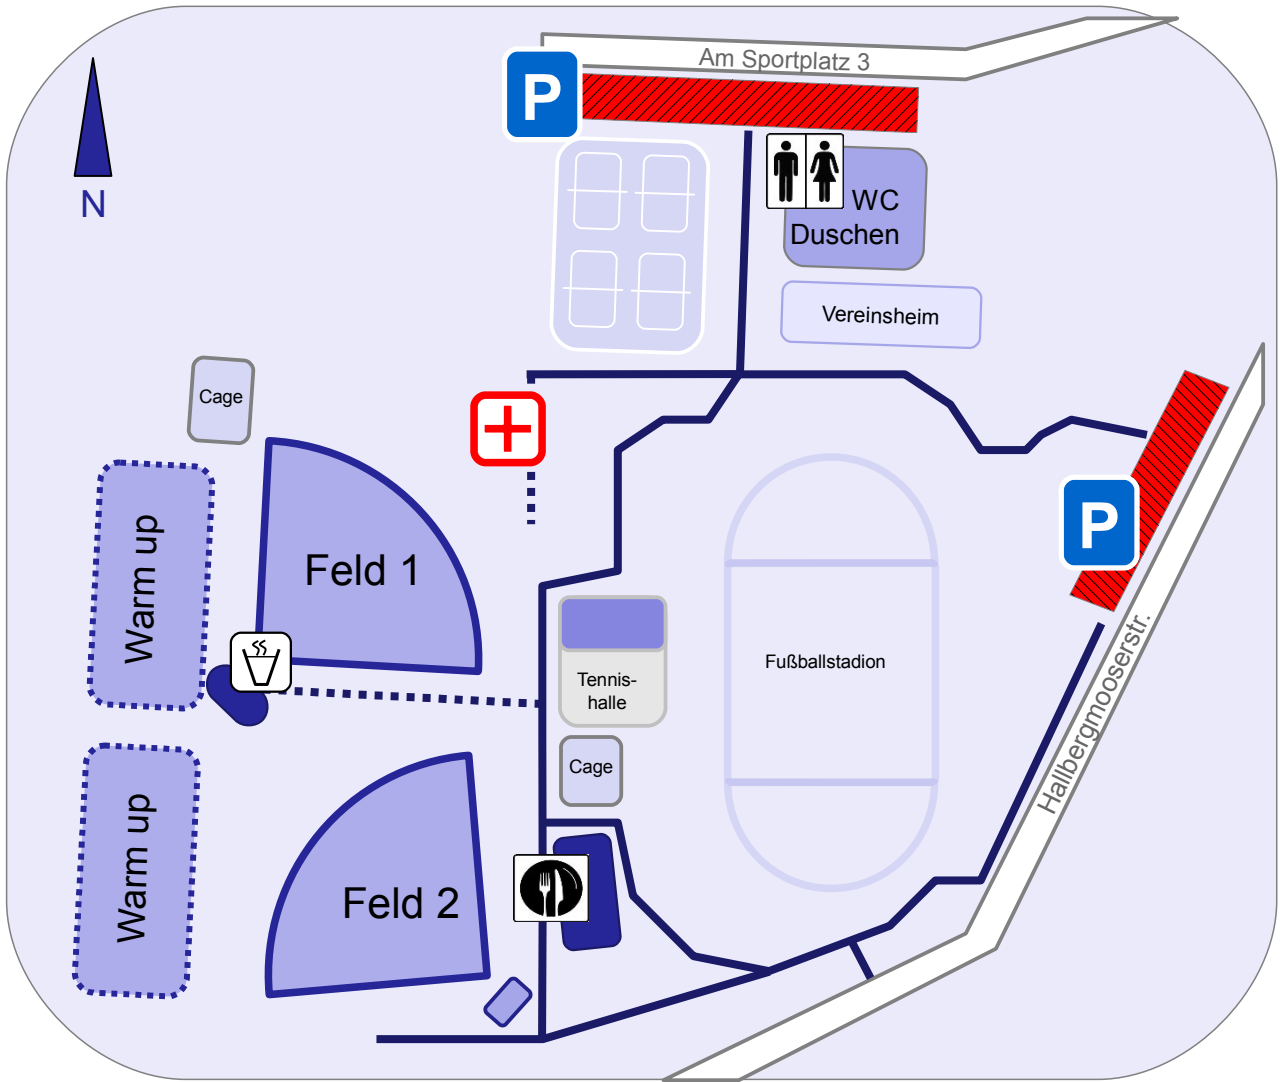 Am Sportplatz 3
P
N
WC
Duschen
Vereinsheim
Cage
Feld 1
Warm up
P
Tennis-
halle
Fußballstadion
Hallbergmooserstr.
Cage
Warm up
Feld 2